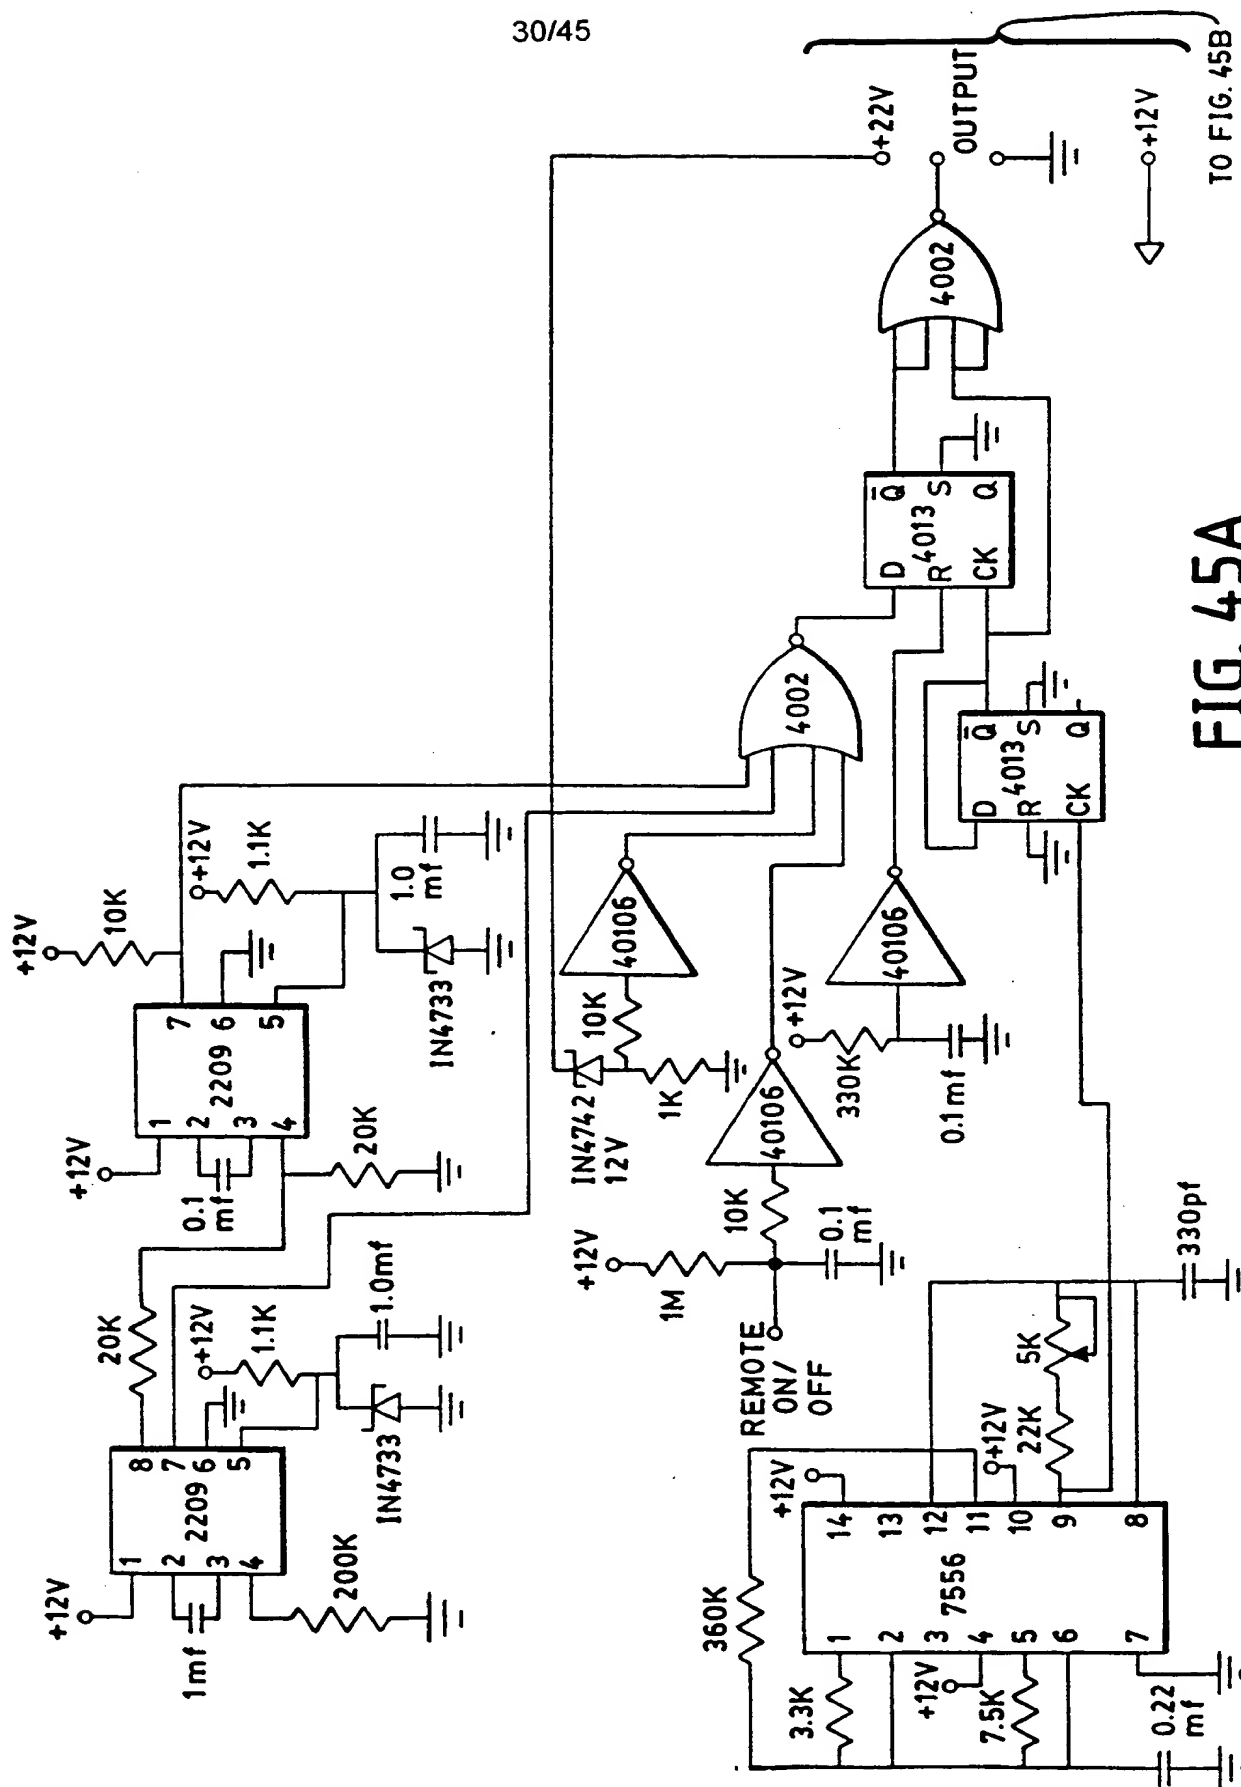 30/45
+12V
10K
+12V
1.1K
7
6
5
2209
1
2
3
4
+12V
0.1
mf
20K
1.0
mf
IN4733
20K
+12V
1.1K
1.0mf
8
7
6
5
2209
1
2
3
4
+12V
1mf
200K
IN4733
+22V
OUTPUT
+12V
TO FIG. 45B
4002
4002
Q
S
Q
4013
D
R
CK
Q
S
Q
4013
D
R
CK
40106
10K
IN4742
12V
1K
40106
+12V
330K
0.1mf
40106
10K
+12V
1M
0.1
mf
REMOTE
ON/
OFF
360K
+12V
14
13
12
11
10
9
8
7556
1
2
3
4
5
6
7
3.3K
+12V
7.5K
0.22
mf
+12V
22K
5K
330pf
FIG. 45A